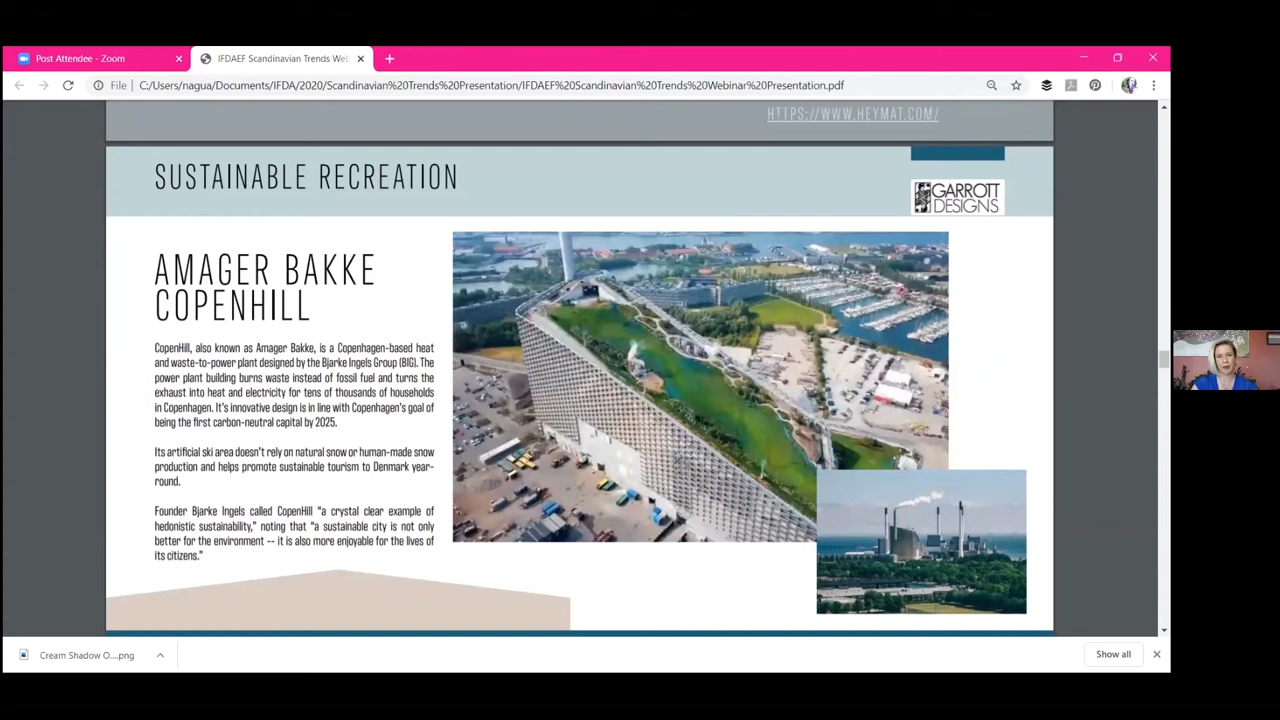 Post Attendee - Zoom
IFDAEF Scandinavian Trends Web
File
C:/Users/nagua/Documents/IFDA/2020/Scandinavian%20Trends%20Presentation/IFDAEF%20Scandinavian%20Trends%20Webinar%20Presentation.pdf
HTTPS://WWW.HEYMAT.COM/
SUSTAINABLE RECREATION
GARROTT
DESIGNS
AMAGER BAKKE
COPENHILL
CopenHill, also known as Amager Bakke, is a Copenhagen-based heat
and waste-to-power plant designed by the Bjarke Ingels Group (BIG). The
power plant building burns waste instead of fossil fuel and turns the
exhaust into heat and electricity for tens of thousands of households
in Copenhagen. It's innovative design is in line with Copenhagen's goal of
being the first carbon-neutral capital by 2025.
Its artificial ski area doesn't rely on natural snow or human-made snow
production and helps promote sustainable tourism to Denmark year-
round.
Founder Bjarke Ingels called CopenHill "a crystal clear example of
hedonistic sustainability," noting that "a sustainable city is not only
better for the environment -- it is also more enjoyable for the lives of
its citizens."
Cream Shadow O....png
Show all